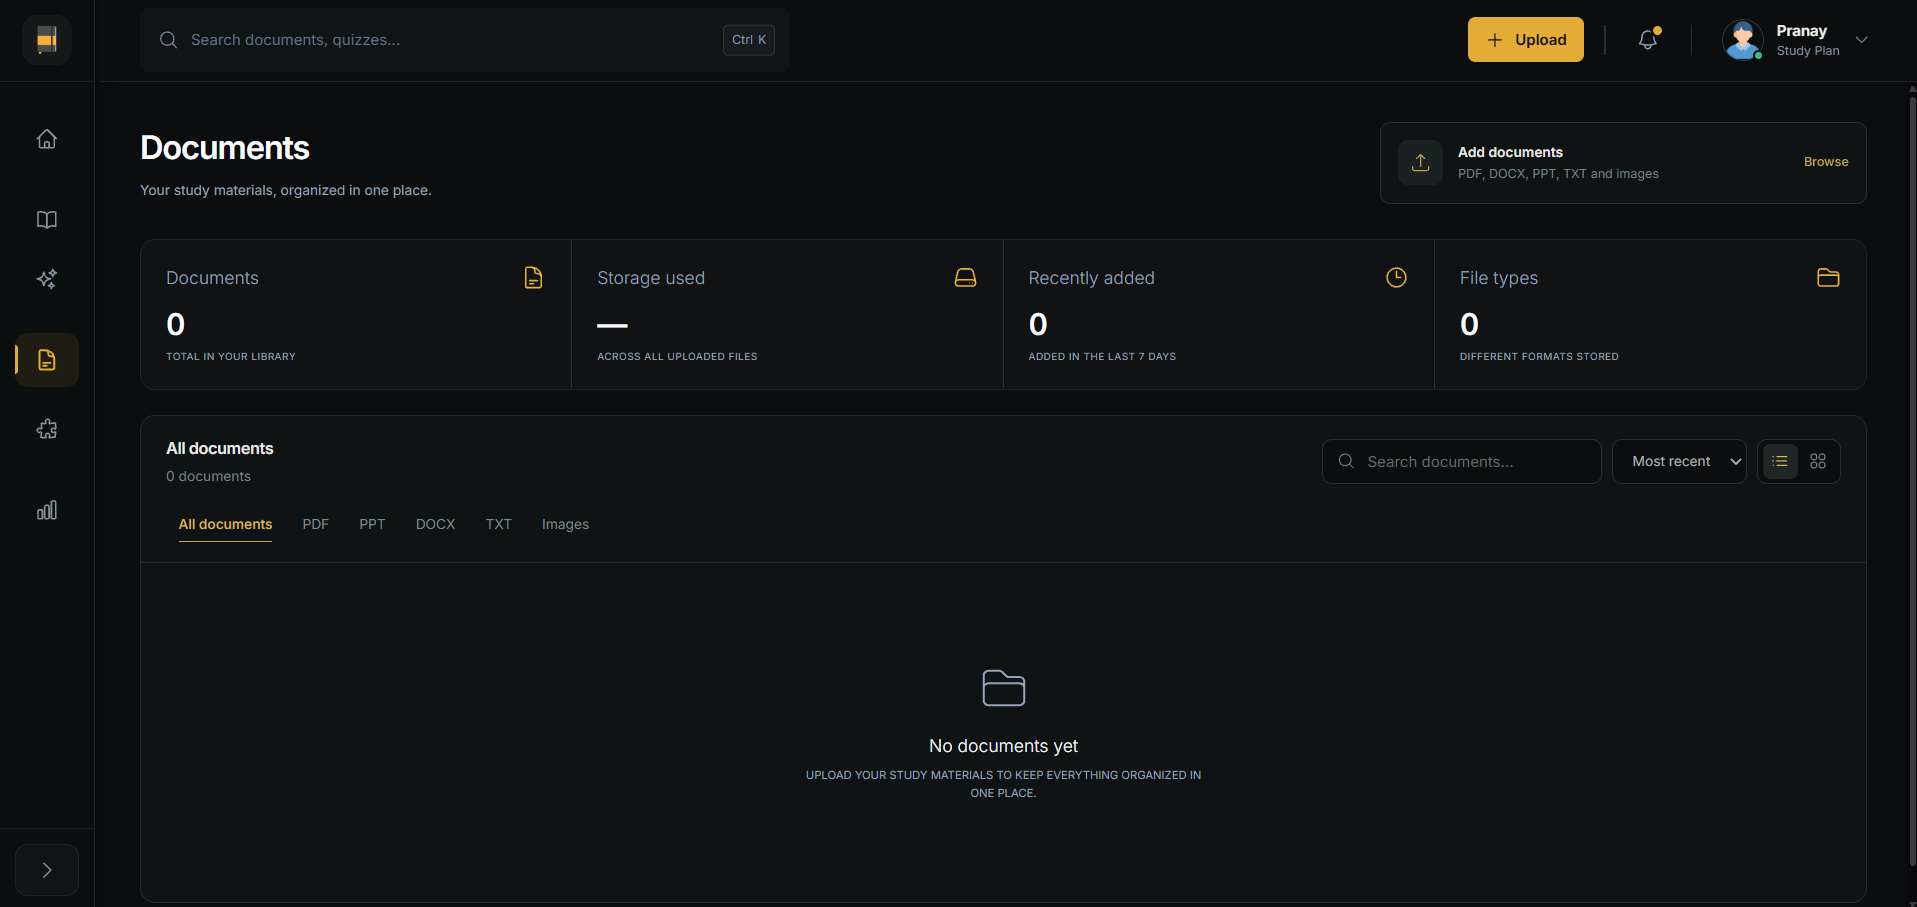 Search documents, quizzes...
Ctrl K
Upload
Pranay
Study Plan
Documents
Your study materials, organized in one place.
Add documents
PDF, DOCX, PPT, TXT and images
Browse
Documents
0
TOTAL IN YOUR LIBRARY
Storage used
—
ACROSS ALL UPLOADED FILES
Recently added
0
ADDED IN THE LAST 7 DAYS
File types
0
DIFFERENT FORMATS STORED
All documents
0 documents
Search documents...
Most recent
All documents
PDF
PPT
DOCX
TXT
Images
No documents yet
UPLOAD YOUR STUDY MATERIALS TO KEEP EVERYTHING ORGANIZED IN
ONE PLACE.